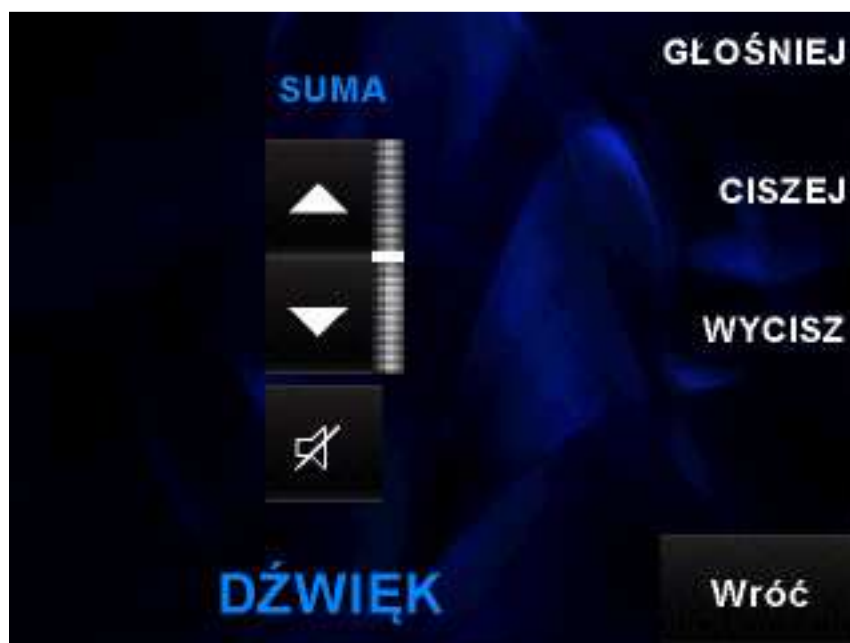 GŁOŚNIEJ
SUMA
CISZEJ
WYCISZ
DŹWIĘK
Wróć